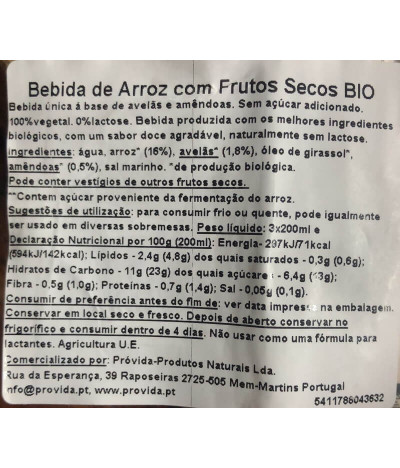 Bebida de Arroz com Frutos Secos BIO
Bebida única á base de avelãs e amêndoas. Sem açúcar adicionado.
100%vegetal. 0%lactose. Bebida produzida com os melhores ingredientes
biológicos, com um sabor doce agradável, naturalmente sem lactose.
Ingredientes: água, arroz* (16%), avelãs* (1,8%), óleo de girassol*,
amêndoas* (0,5%), sal marinho. *de produção biológica.
Pode conter vestígios de outros frutos secos.
**Contem açúcar proveniente da fermentação do arroz.
Sugestões de utilização: para consumir frio ou quente, pode igualmente
ser usado em diversas sobremesas. Peso líquido: 3x200ml e
Declaração Nutricional por 100g (200ml): Energia- 297kJ/71kcal
(594kJ/142kcal); Lípidos - 2,4g (4,8g) dos quais saturados - 0,3g (0,6g);
Hidratos de Carbono - 11g (23g) dos quais açúcares - 6,4g (13g);
Fibra - 0,5g (1,0g); Proteínas - 0,7g (1,4g); Sal - 0,05g (0,1g).
Consumir de preferência antes do fim de: ver data impressa na embalagem.
Conservar em local seco e fresco. Depois de aberto conservar no
frigorífico e consumir dentro de 4 dias. Não usar como uma fórmula para
lactantes. Agricultura U.E.
Comercializado por: Próvida-Produtos Naturais Lda.
Rua da Esperança, 39 Raposeiras 2725-505 Mem-Martins Portugal
info@provida.pt • www.provida.pt
5411788043632